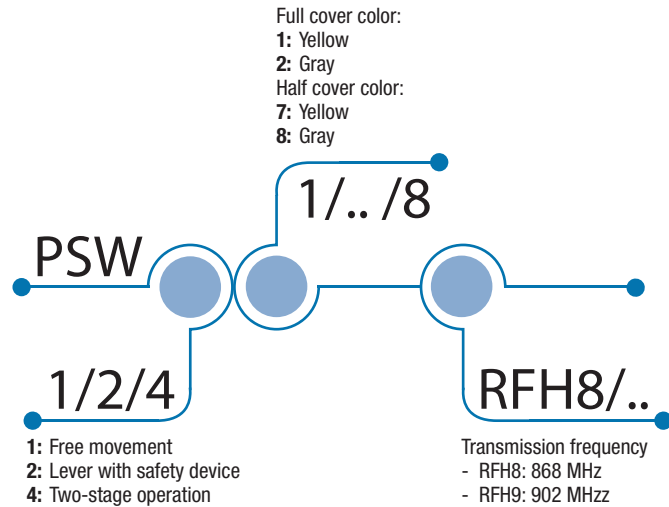 Full cover color:
1: Yellow
2: Gray
Half cover color:
7: Yellow
8: Gray
1/.. /8
PSW
1/2/4
RFH8/..
1: Free movement
2: Lever with safety device
4: Two-stage operation
Transmission frequency
- RFH8: 868 MHz
- RFH9: 902 MHzz